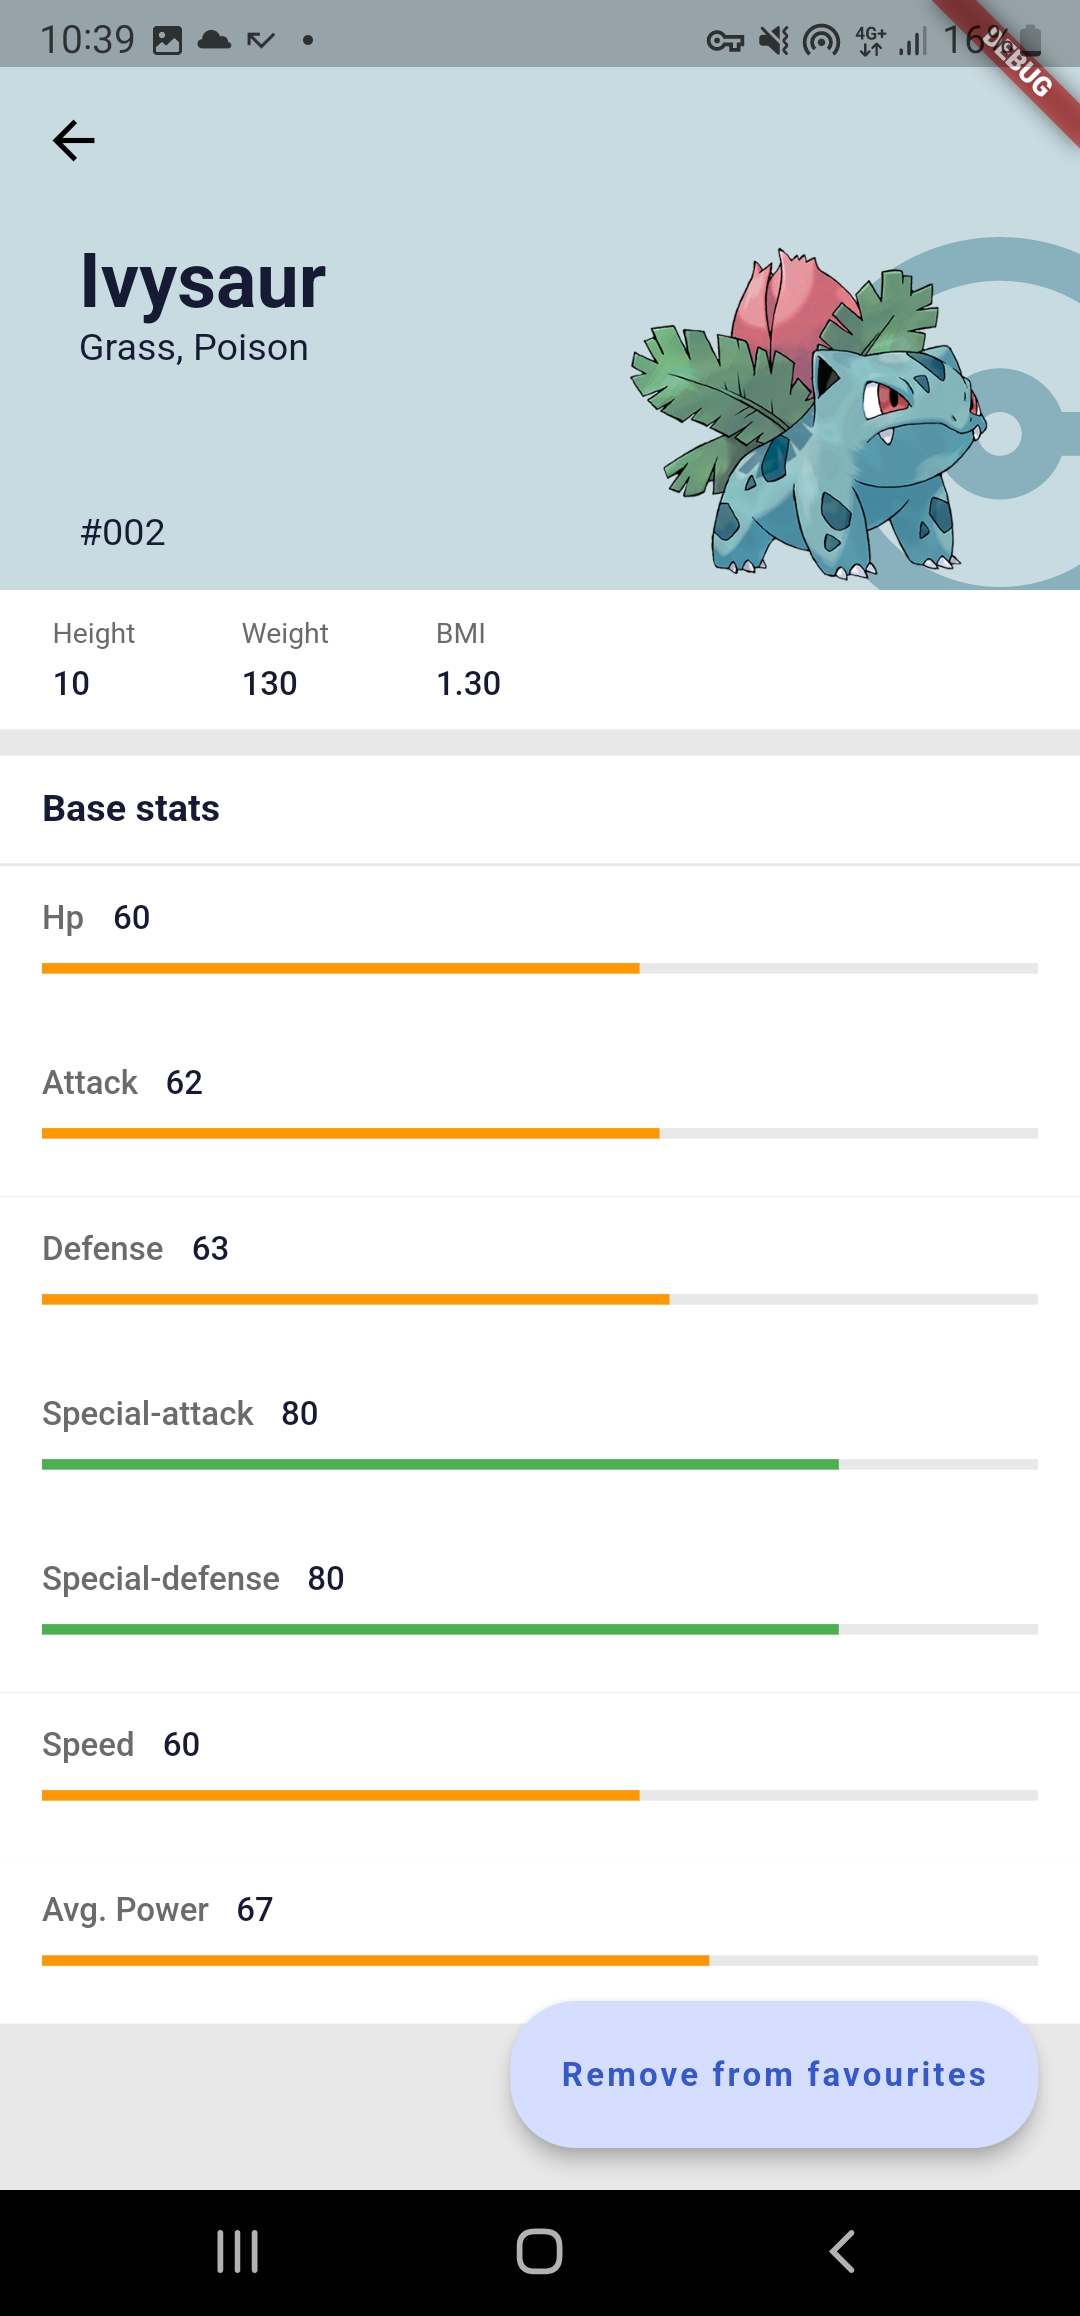 10:39
4G+
16%
DEBUG
Ivysaur
Grass, Poison
#002
Height
Weight
BMI
10
130
1.30
Base stats
Hp 60
Attack 62
Defense 63
Special-attack 80
Special-defense 80
Speed 60
Avg. Power 67
Remove from favourites